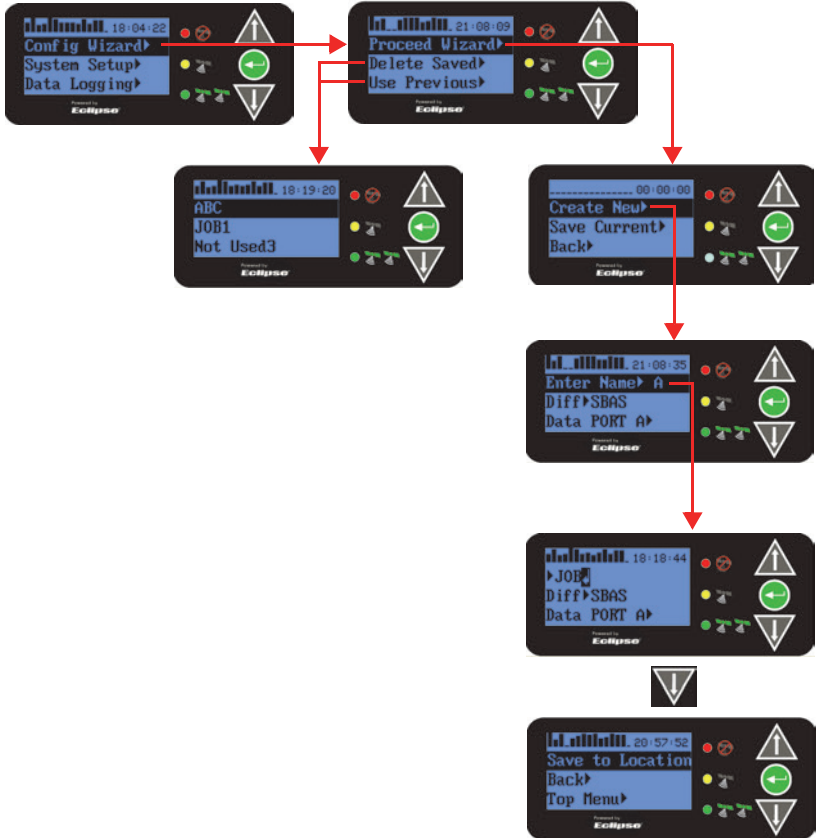 18:04:22
Config Wizard
System Setup
Data Logging
Powered by
Eclipse
21:08:09
Proceed Wizard
Delete Saved
Use Previous
Powered by
Eclipse
18:19:20
ABC
JOB1
Not Used3
Powered by
Eclipse
00:00:00
Create New
Save Current
Back
Powered by
Eclipse
21:08:35
Enter Name A
Diff SBAS
Data PORT A
Powered by
Eclipse
18:18:44
JOB
Diff SBAS
Data PORT A
Powered by
Eclipse
20:57:52
Save to Location
Back
Top Menu
Powered by
Eclipse